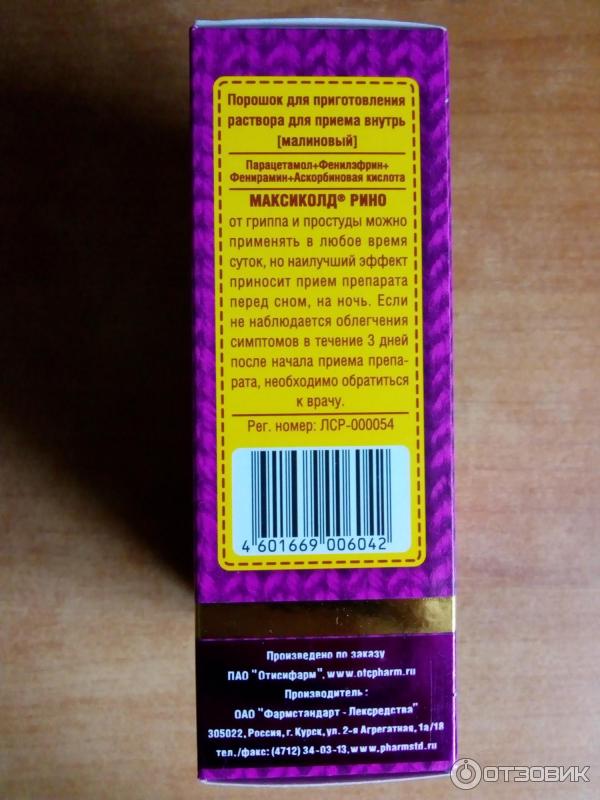 Порошок для приготовления
раствора для приема внутрь
[малиновый]
Парацетамол+Фенилэфрин+
Фенирамин+Аскорбиновая кислота
МАКСИКОЛД® РИНО
от гриппа и простуды можно
применять в любое время
суток, но наилучший эффект
приносит прием препарата
перед сном, на ночь. Если
не наблюдается облегчения
симптомов в течение 3 дней
после начала приема препа-
рата, необходимо обратиться
к врачу.
Рег. номер: ЛСР-000054
4 601669 006042
Произведено по заказу
ПАО "Отисифарм", www.otcpharm.ru
Производитель :
ОАО "Фармстандарт - Лексредства"
305022, Россия, г. Курск, ул. 2-я Агрегатная, 1а/18
тел./факс: (4712) 34-03-13, www.pharmstd.ru
ОТЗОВИК